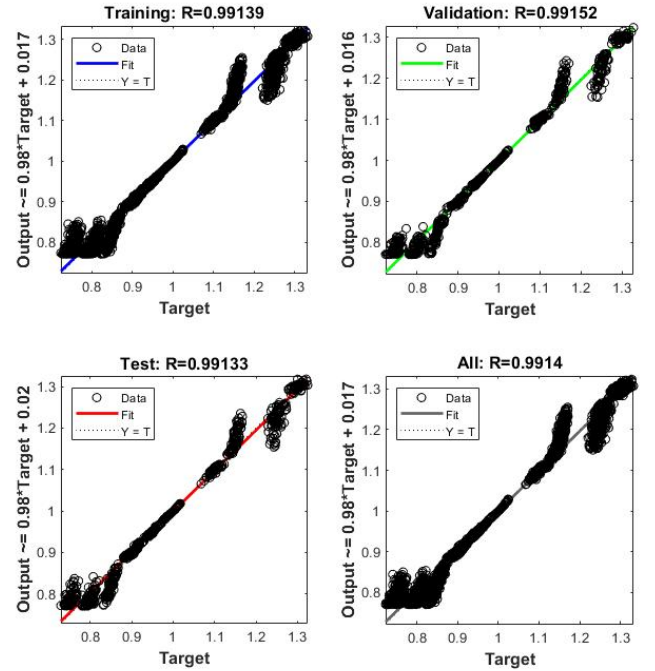 Training: R=0.99139
Output ~= 0.98*Target + 0.017
1.3
1.2
1.1
1
0.9
0.8
Data
Fit
Y = T
0.8 0.9 1 1.1 1.2 1.3
Target
Validation: R=0.99152
Output ~= 0.98*Target + 0.016
1.3
1.2
1.1
1
0.9
0.8
Data
Fit
Y = T
0.8 0.9 1 1.1 1.2 1.3
Target
Test: R=0.99133
Output ~= 0.98*Target + 0.02
1.3
1.2
1.1
1
0.9
0.8
Data
Fit
Y = T
0.8 0.9 1 1.1 1.2 1.3
Target
All: R=0.9914
Output ~= 0.98*Target + 0.017
1.3
1.2
1.1
1
0.9
0.8
Data
Fit
Y = T
0.8 0.9 1 1.1 1.2 1.3
Target